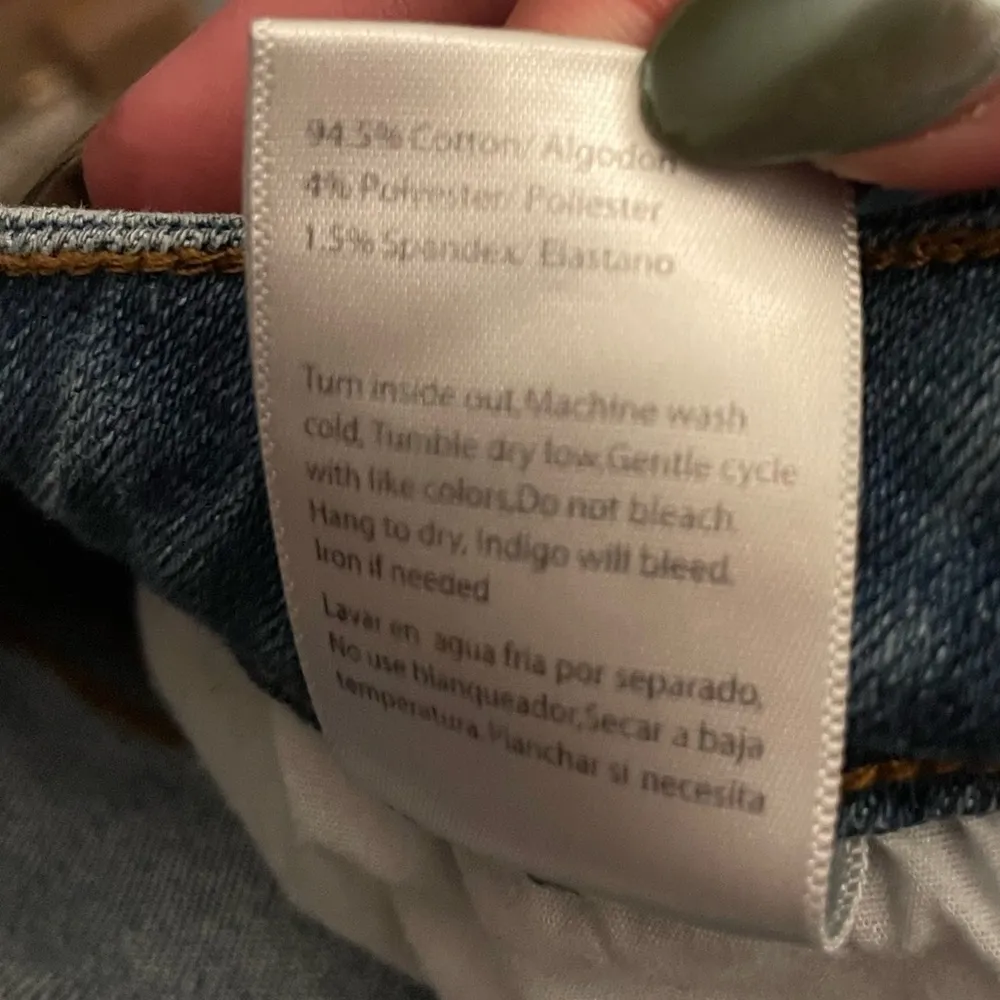 94.5% Cotton/ Algodon
4% Polyester/ Poliester
1.5% Spandex/ Elastano
Turn inside out,Machine wash
cold, Tumble dry low,Gentle cycle
with like colors,Do not bleach.
Hang to dry, Indigo will bleed.
Iron if needed
Lavar en agua fria por separado,
No use blanqueador,Secar a baja
temperatura.Planchar si necesita